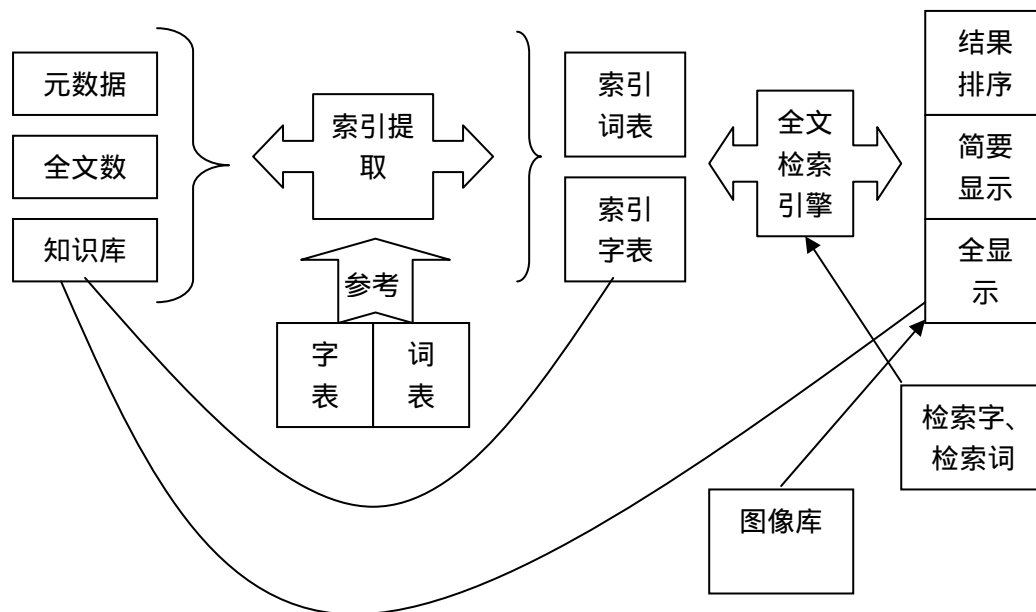 元数据
全文数
知识库
索引提
取
参考
字
表
词
表
索引
词表
索引
字表
全文
检索
引擎
结果
排序
简要
显示
全显
示
检索字、
检索词
图像库